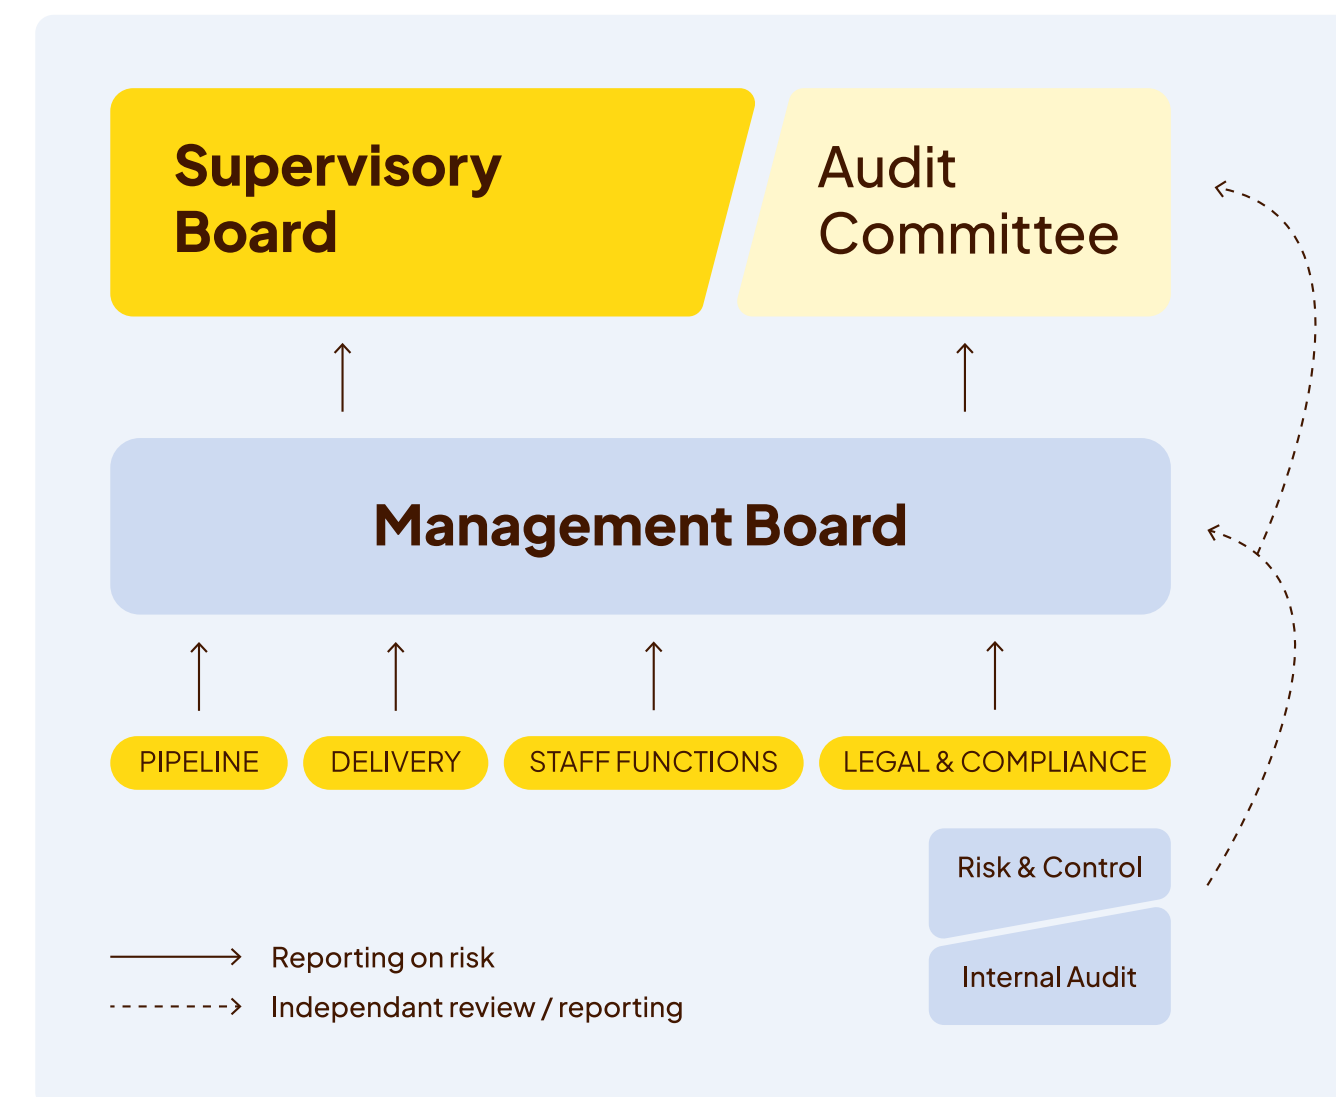 Supervisory
Board
Audit
Committee
Management Board
PIPELINE
DELIVERY
STAFF FUNCTIONS
LEGAL & COMPLIANCE
Risk & Control
Internal Audit
Reporting on risk
Independant review / reporting